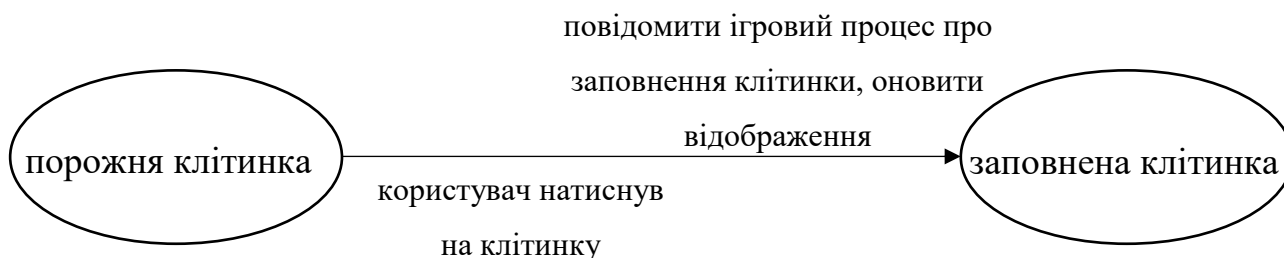 повідомити ігровий процес про
заповнення клітинки, оновити
відображення
порожня клітинка
заповнена клітинка
користувач натиснув
на клітинку